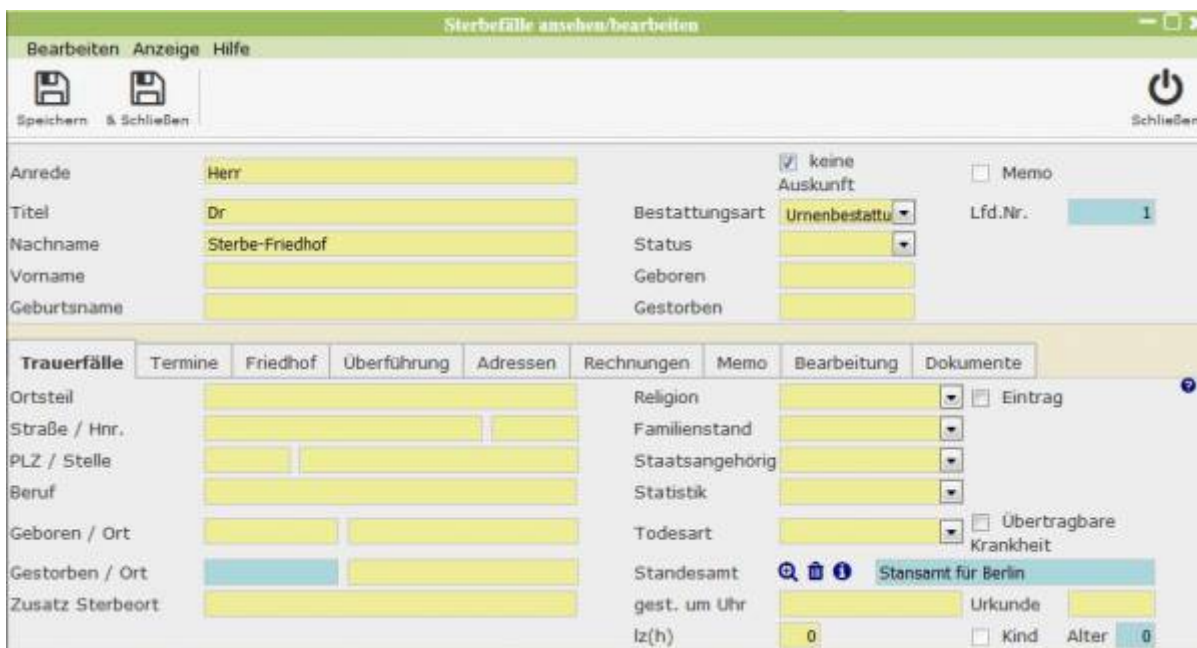 Sterbefälle ansehen/bearbeiten
Bearbeiten Anzeige Hilfe
Speichern & Schließen Schließen
Anrede Herr keine Auskunft Memo
Titel Dr Bestattungsart Urnenbestattu Lfd.Nr. 1
Nachname Sterbe-Friedhof Status
Vorname Geboren
Geburtsname Gestorben
Trauerfälle Termine Friedhof Überführung Adressen Rechnungen Memo Bearbeitung Dokumente
Ortsteil Religion Eintrag
Straße / Hnr. Familienstand
PLZ / Stelle Staatsangehörig
Beruf Statistik
Geboren / Ort Todesart Übertragbare Krankheit
Gestorben / Ort Standesamt Stansamt für Berlin
Zusatz Sterbeort gest. um Uhr Urkunde
lz(h) 0 Kind Alter 0